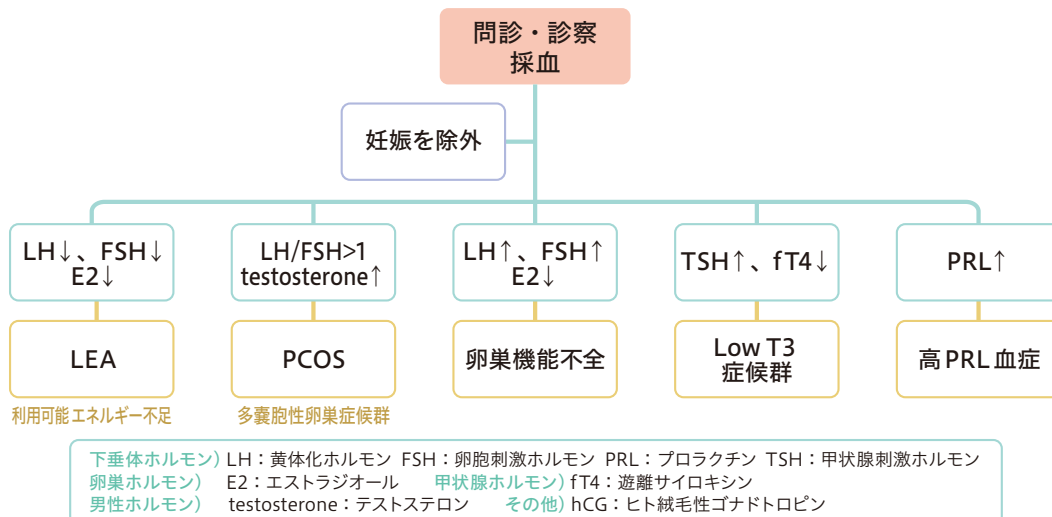 問診・診察
採血
妊娠を除外
LH↓、FSH↓
E2↓
LH/FSH>1
testosterone↑
LH↑、FSH↑
E2↓
TSH↑、fT4↓
PRL↑
LEA
PCOS
卵巣機能不全
Low T3
症候群
高PRL血症
利用可能エネルギー不足
多嚢胞性卵巣症候群
下垂体ホルモン）LH：黄体化ホルモン FSH：卵胞刺激ホルモン PRL：プロラクチン TSH：甲状腺刺激ホルモン
卵巣ホルモン） E2：エストラジオール 甲状腺ホルモン）fT4：遊離サイロキシン
男性ホルモン） testosterone：テストステロン その他）hCG：ヒト絨毛性ゴナドトロピン